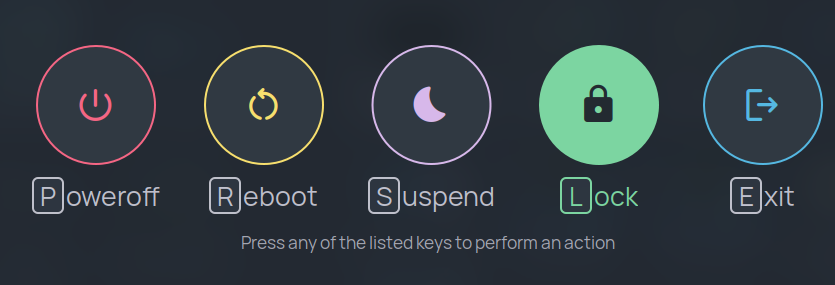 Poweroff Reboot Suspend Lock Exit
Press any of the listed keys to perform an action